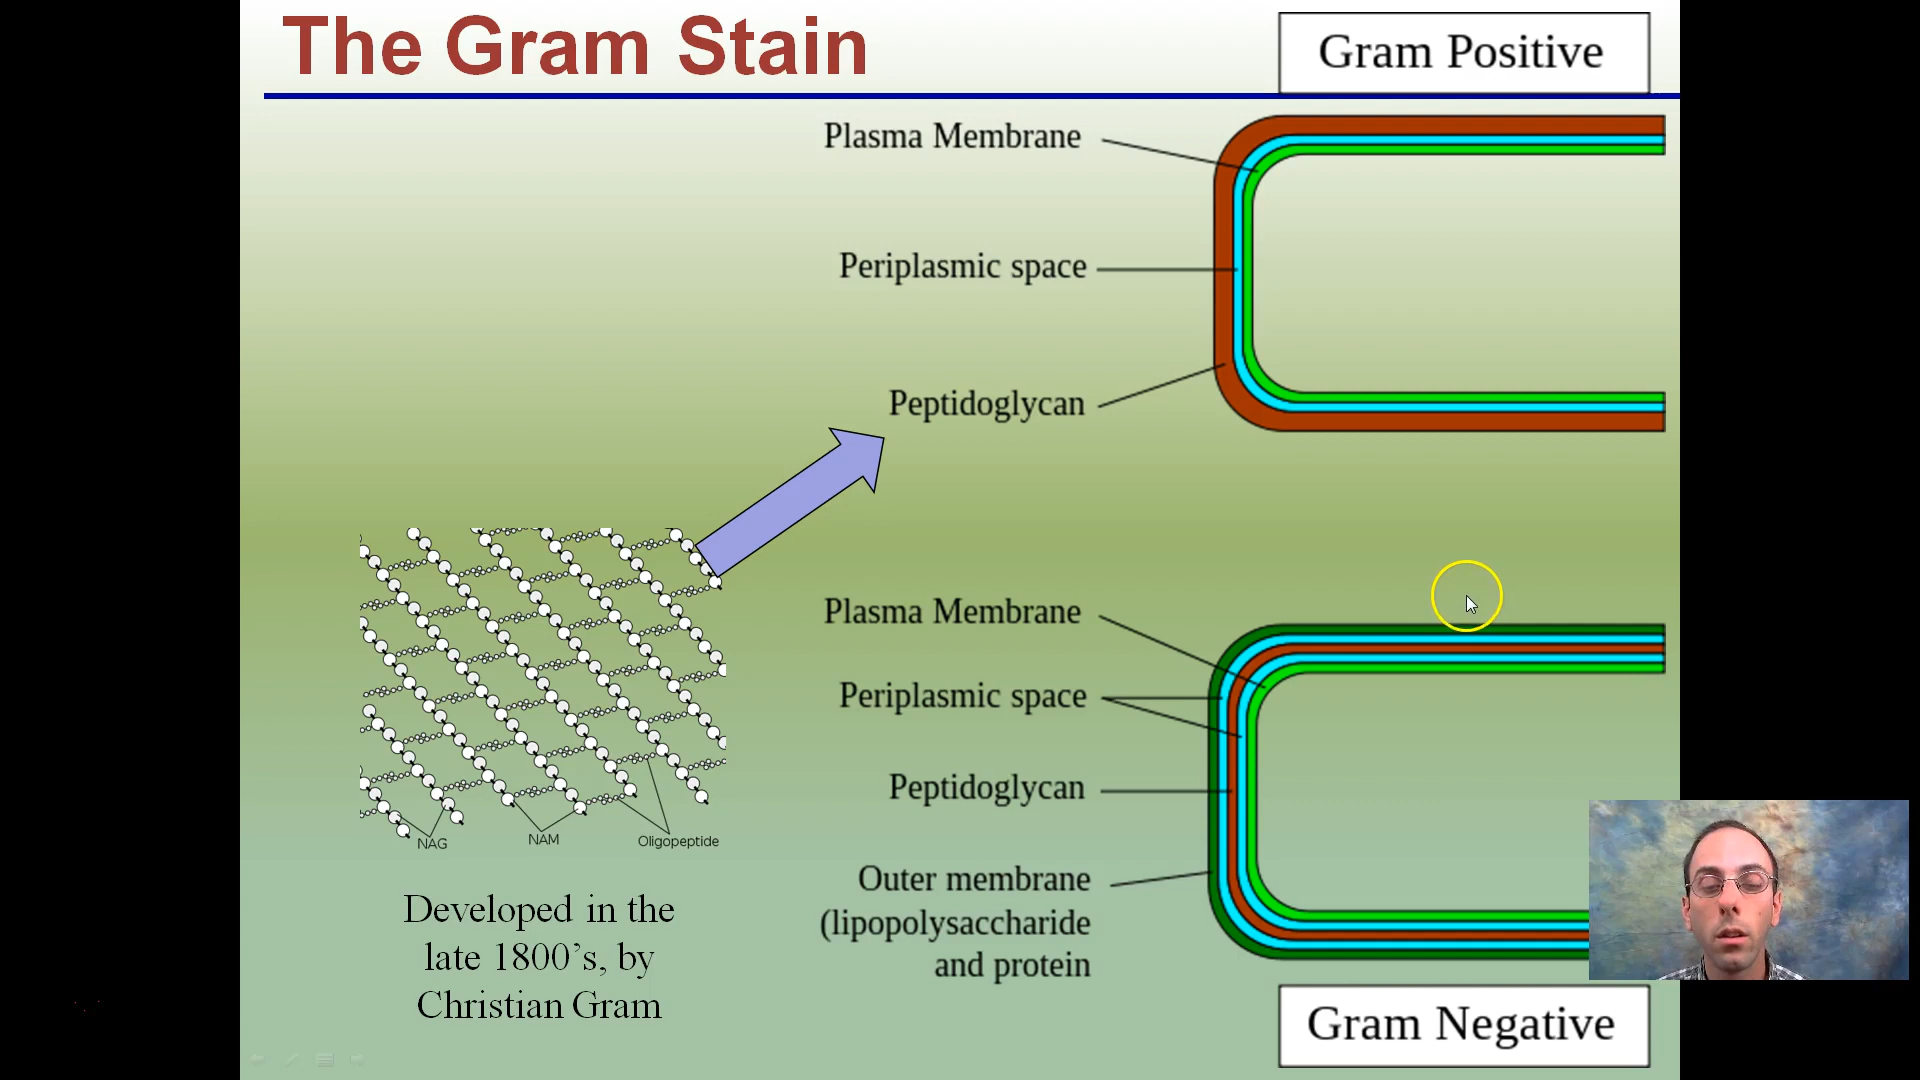 The Gram Stain
Gram Positive
Plasma Membrane
Periplasmic space
Peptidoglycan
Plasma Membrane
Periplasmic space
Peptidoglycan
Outer membrane
(lipopolysaccharide
and protein
NAG
NAM
Oligopeptide
Developed in the
late 1800’s, by
Christian Gram
Gram Negative